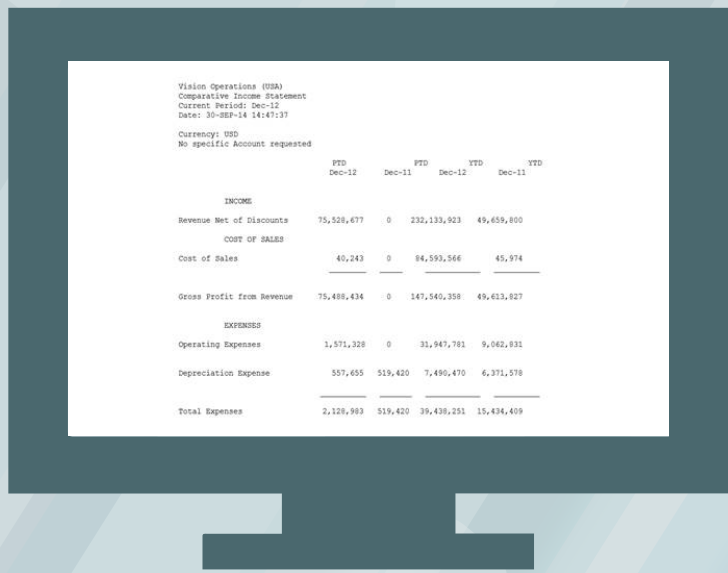 Vision Operations (USA)
Comparative Income Statement
Current Period: Dec-12
Date: 30-SEP-14 14:47:37
Currency: USD
No specific Account requested
PTD PTD YTD YTD
Dec-12 Dec-11 Dec-12 Dec-11
INCOME
Revenue Net of Discounts 75,528,677 0 232,133,923 49,659,800
COST OF SALES
Cost of Sales 40,243 0 84,593,566 45,974
Gross Profit from Revenue 75,488,434 0 147,540,358 49,613,827
EXPENSES
Operating Expenses 1,571,328 0 31,947,781 9,062,831
Depreciation Expense 557,655 519,420 7,490,470 6,371,578
Total Expenses 2,128,983 519,420 39,438,251 15,434,409